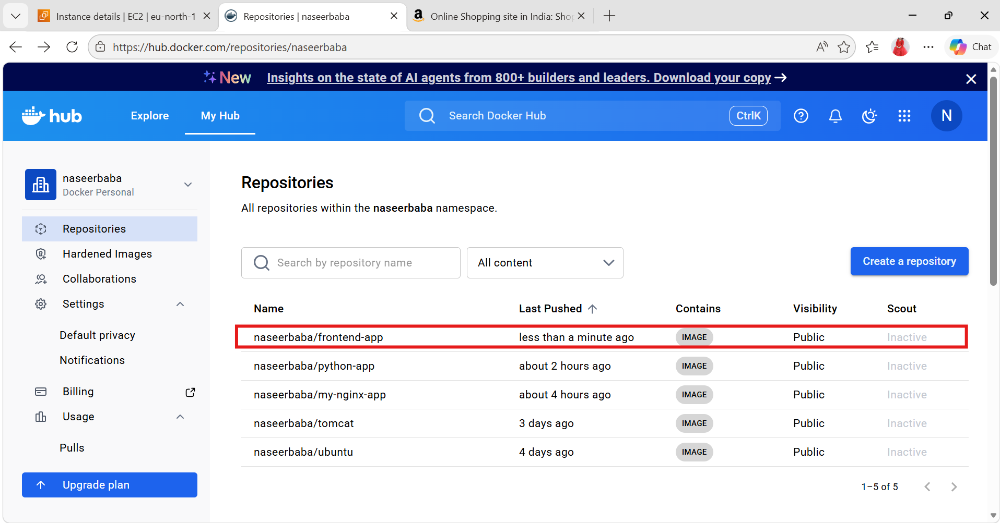 Instance details | EC2 | eu-north-1
Repositories | naseerbaba
Online Shopping site in India: Sho
https://hub.docker.com/repositories/naseerbaba
Chat
New Insights on the state of AI agents from 800+ builders and leaders. Download your copy →
hub
Explore
My Hub
Search Docker Hub
CtrlK
N
naseerbaba
Docker Personal
Repositories
Hardened Images
Collaborations
Settings
Default privacy
Notifications
Billing
Usage
Pulls
Upgrade plan
Repositories
All repositories within the naseerbaba namespace.
Search by repository name
All content
Create a repository
Name Last Pushed Contains Visibility Scout
naseerbaba/frontend-app less than a minute ago IMAGE Public Inactive
naseerbaba/python-app about 2 hours ago IMAGE Public Inactive
naseerbaba/my-nginx-app about 4 hours ago IMAGE Public Inactive
naseerbaba/tomcat 3 days ago IMAGE Public Inactive
naseerbaba/ubuntu 4 days ago IMAGE Public Inactive
1–5 of 5